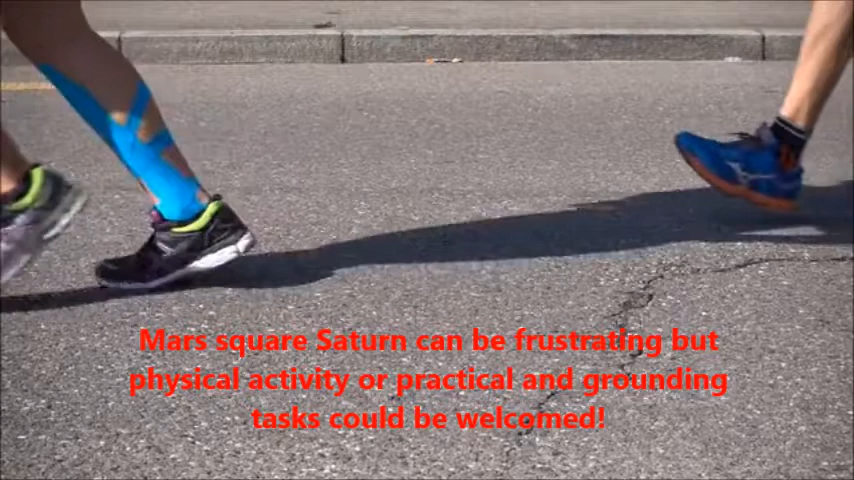 Mars square Saturn can be frustrating but
physical activity or practical and grounding
tasks could be welcomed!